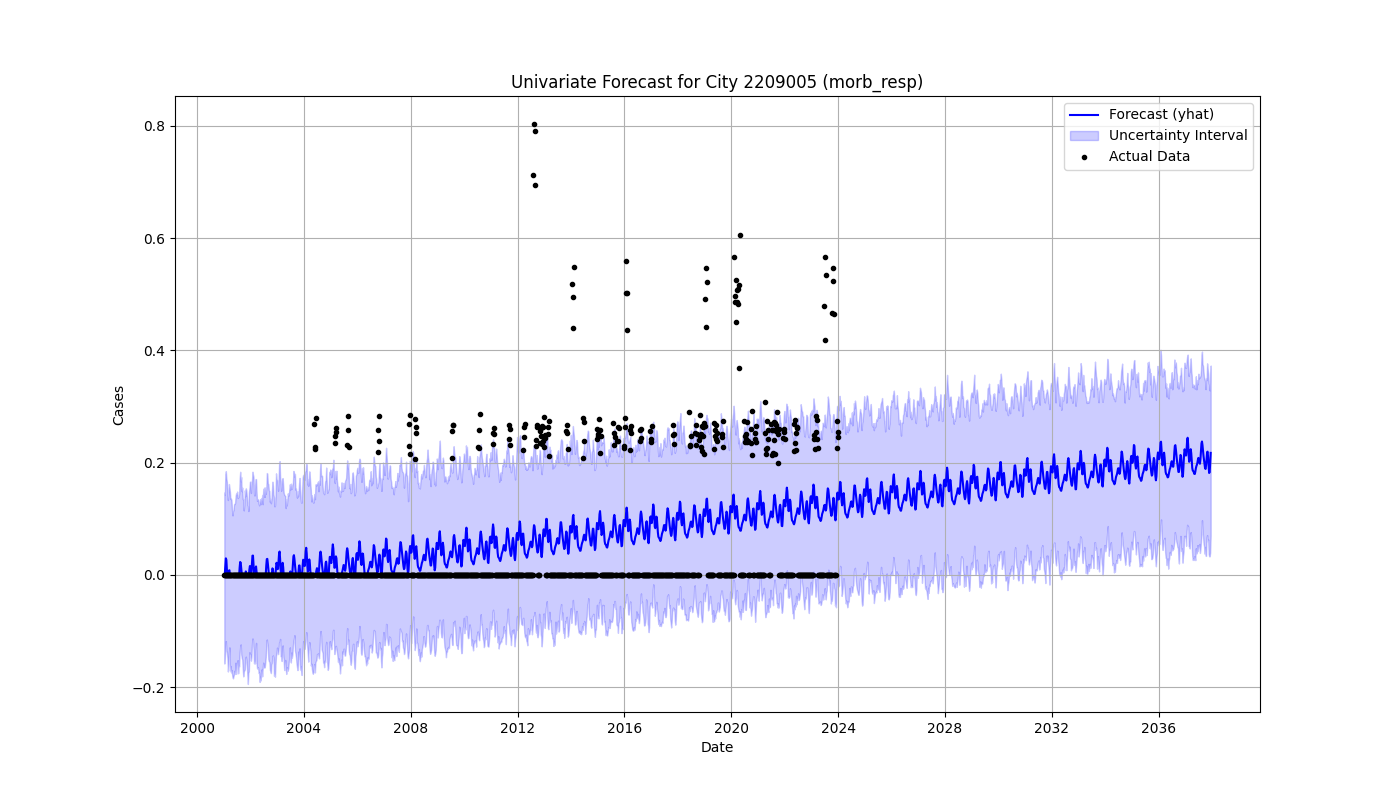 Univariate Forecast for City 2209005 (morb_resp)
Forecast (yhat)
Uncertainty Interval
Actual Data
Cases
0.8
0.6
0.4
0.2
0.0
−0.2
2000 2004 2008 2012 2016 2020 2024 2028 2032 2036
Date